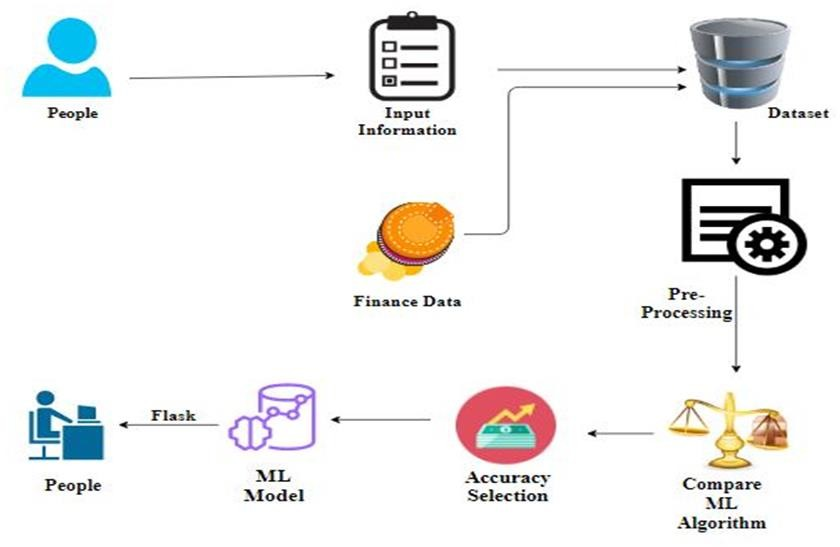 People
Input
Information
Dataset
Finance Data
Pre-
Processing
Compare
ML
Algorithm
Accuracy
Selection
ML
Model
Flask
People